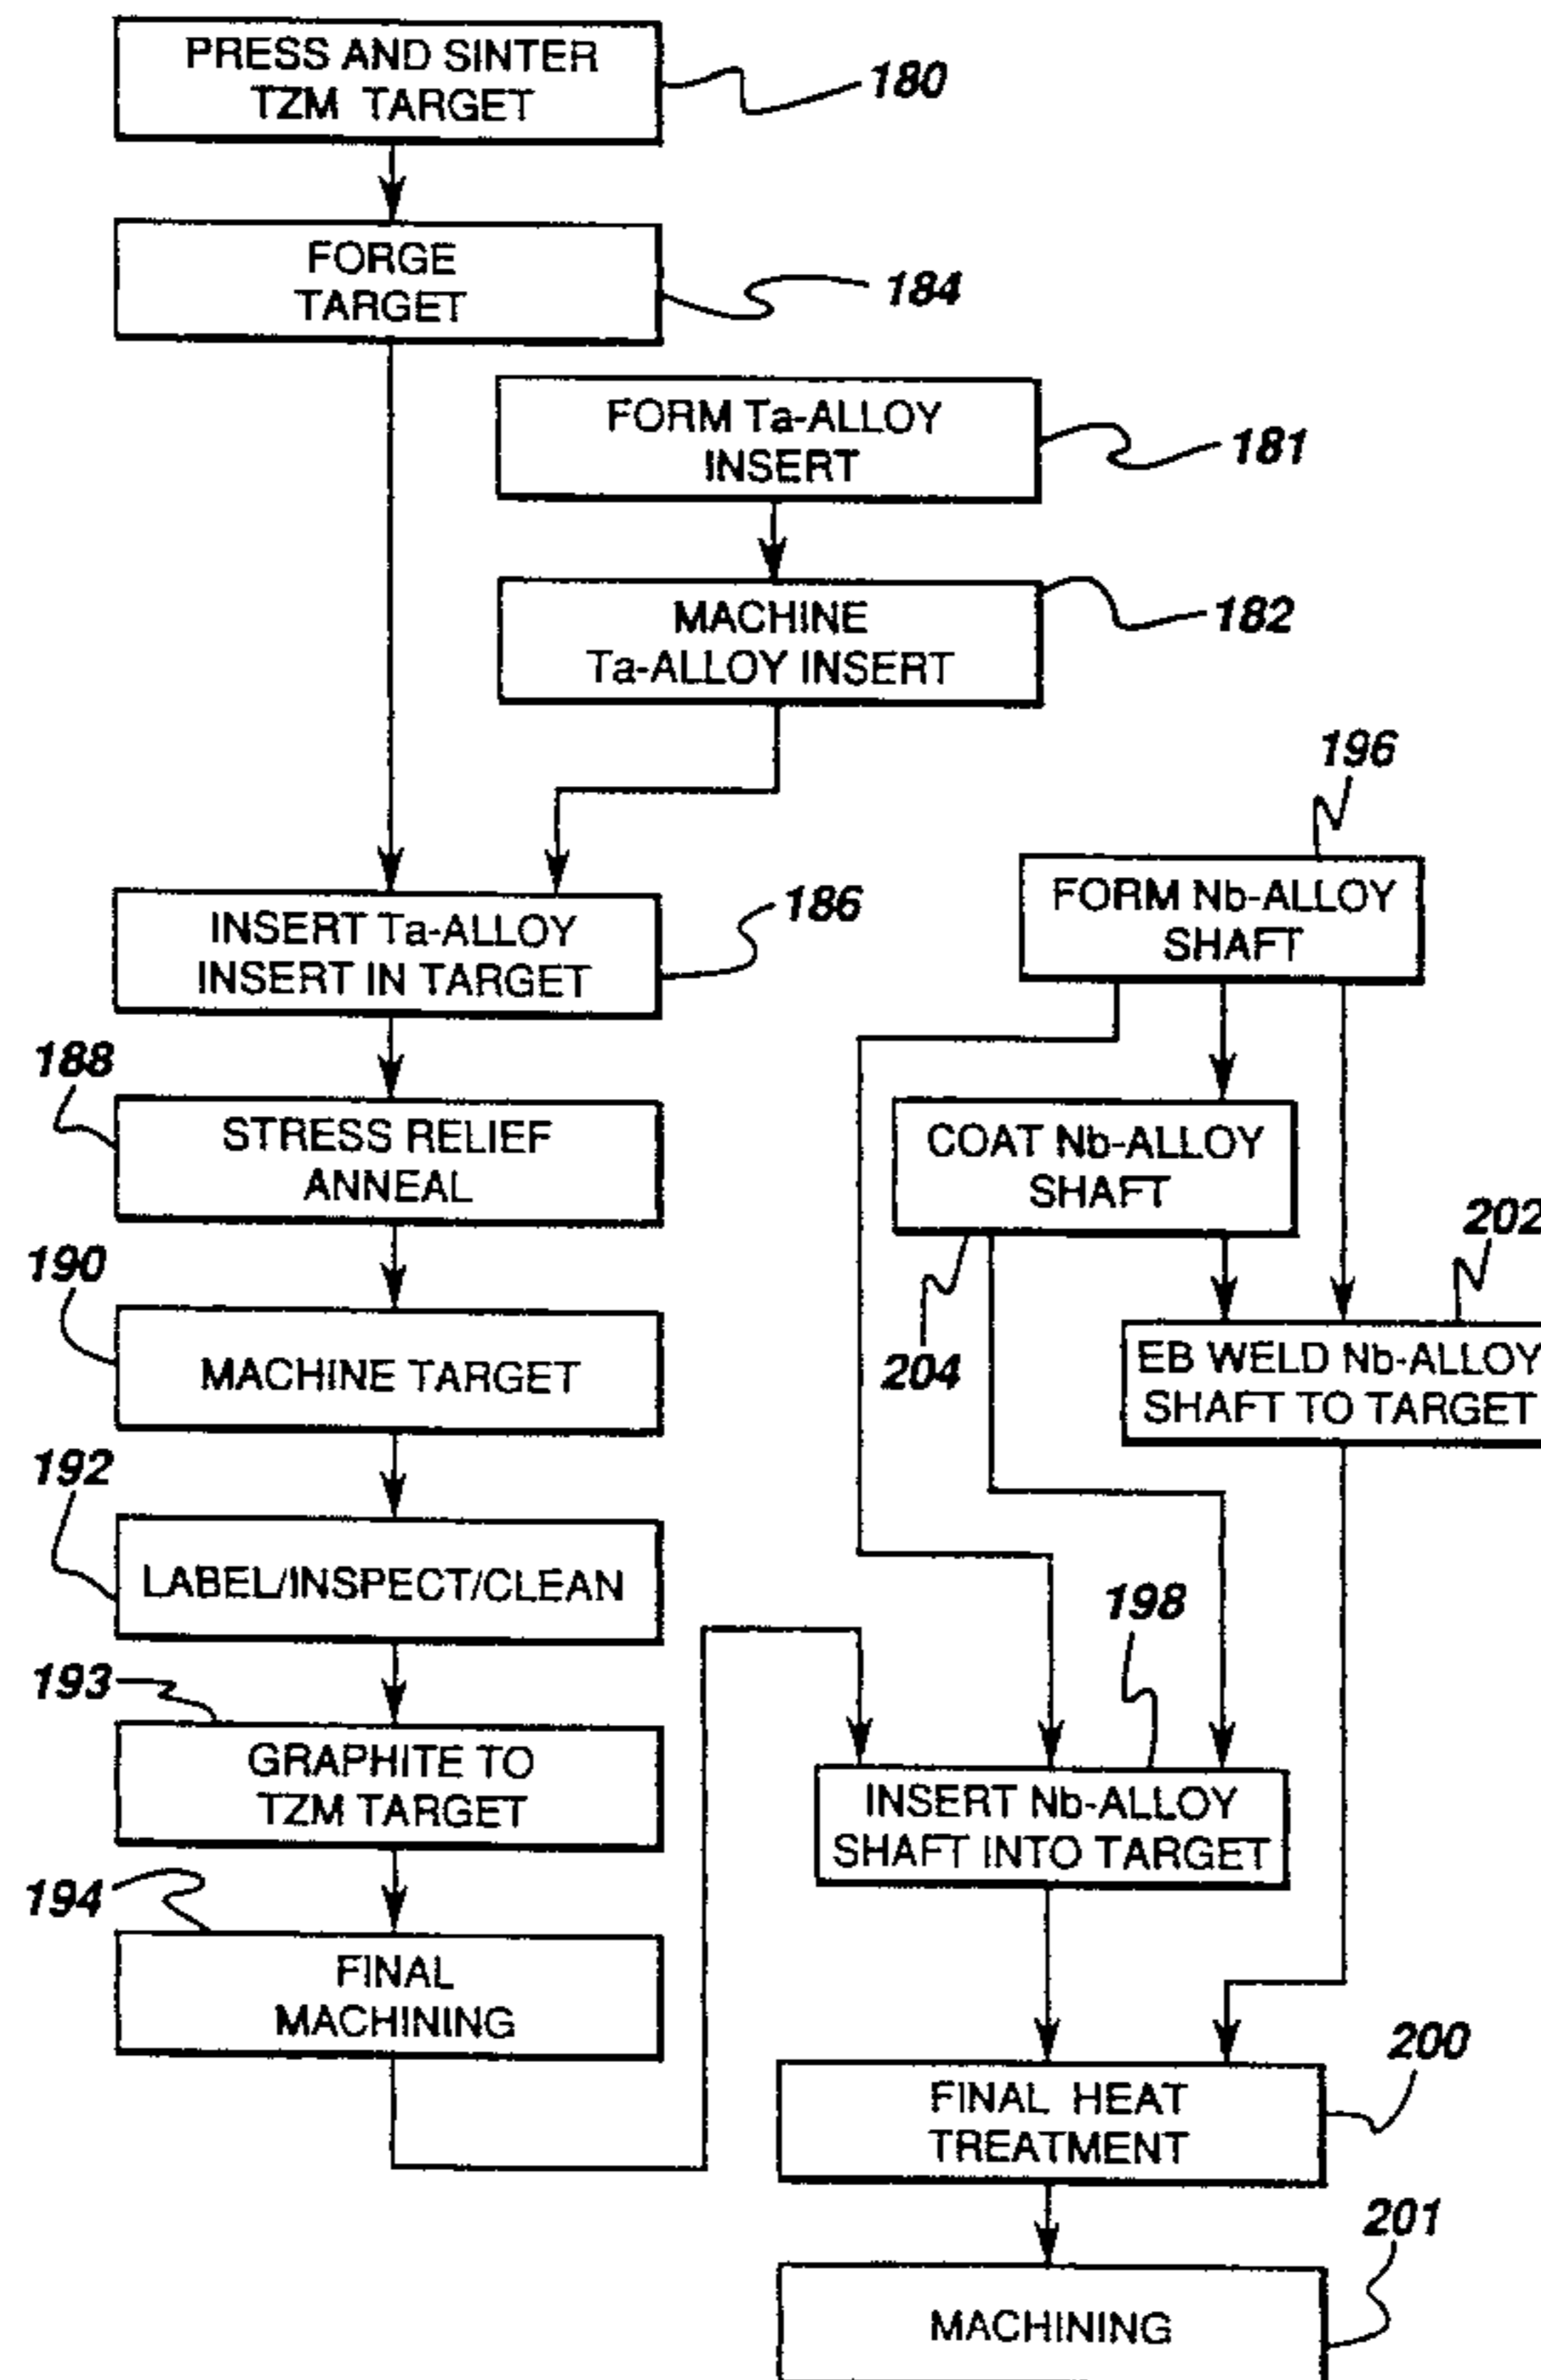 PRESS AND SINTER
TZM TARGET
180
FORGE
TARGET
184
FORM Ta-ALLOY
INSERT
181
MACHINE
Ta-ALLOY INSERT
182
196
FORM Nb-ALLOY
SHAFT
INSERT Ta-ALLOY
INSERT IN TARGET
186
188
STRESS RELIEF
ANNEAL
COAT Nb-ALLOY
SHAFT
204
202
EB WELD Nb-ALLOY
SHAFT TO TARGET
190
MACHINE TARGET
192
LABEL/INSPECT/CLEAN
193
GRAPHITE TO
TZM TARGET
198
INSERT Nb-ALLOY
SHAFT INTO TARGET
194
FINAL
MACHINING
200
FINAL HEAT
TREATMENT
201
MACHINING